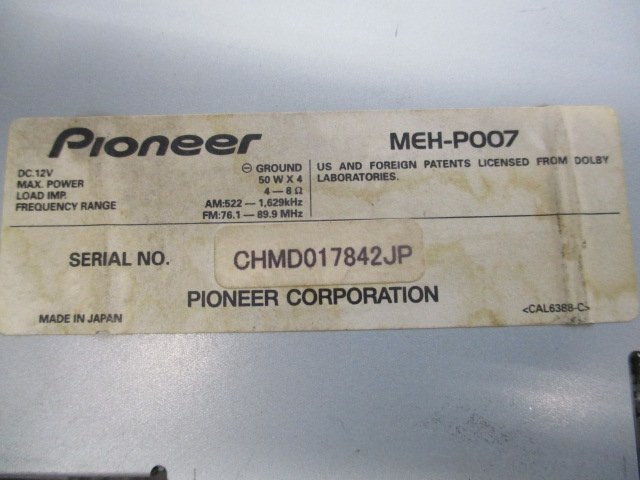 Pioneer
MEH-P007
DC.12V ⊖ GROUND
MAX. POWER 50 W X 4
LOAD IMP. 4 — 8 Ω
FREQUENCY RANGE AM:522 — 1,629kHz
FM:76.1 — 89.9 MHz
US AND FOREIGN PATENTS LICENSED FROM DOLBY
LABORATORIES.
SERIAL NO. CHMD017842JP
PIONEER CORPORATION
MADE IN JAPAN
<CAL6388-C>